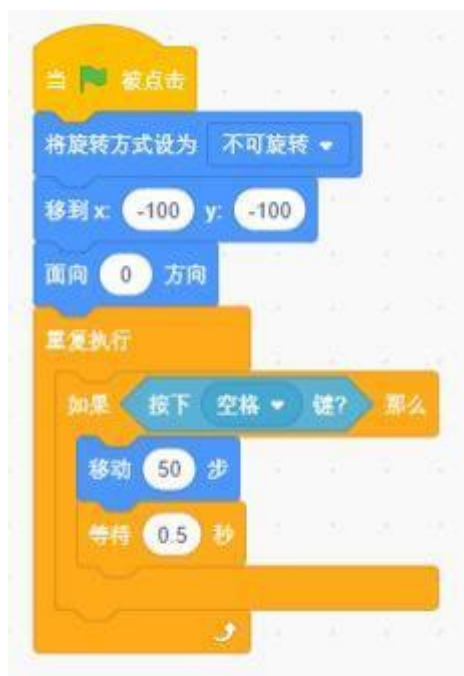 当 被点击
将旋转方式设为 不可旋转
移到 x: -100 y: -100
面向 0 方向
重复执行
如果 按下 空格 键? 那么
移动 50 步
等待 0.5 秒